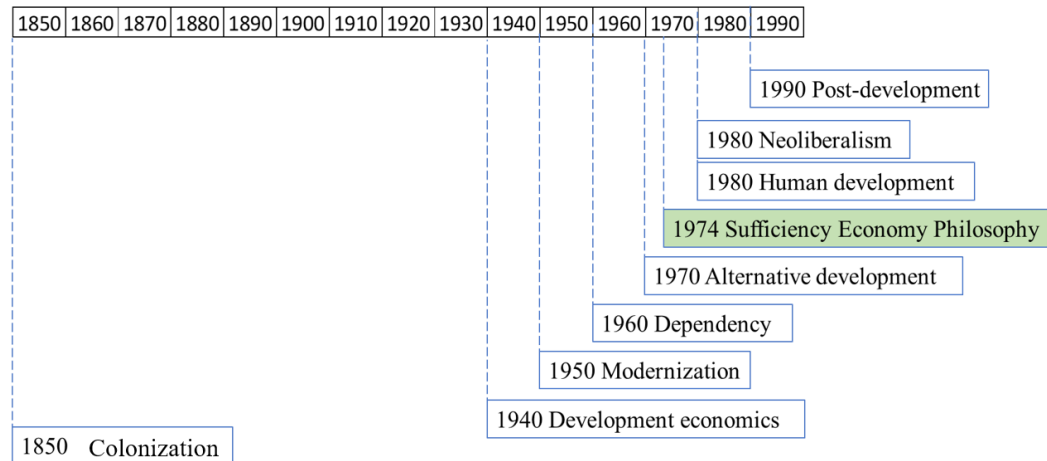 1850 1860 1870 1880 1890 1900 1910 1920 1930 1940 1950 1960 1970 1980 1990
1990 Post-development
1980 Neoliberalism
1980 Human development
1974 Sufficiency Economy Philosophy
1970 Alternative development
1960 Dependency
1950 Modernization
1940 Development economics
1850 Colonization